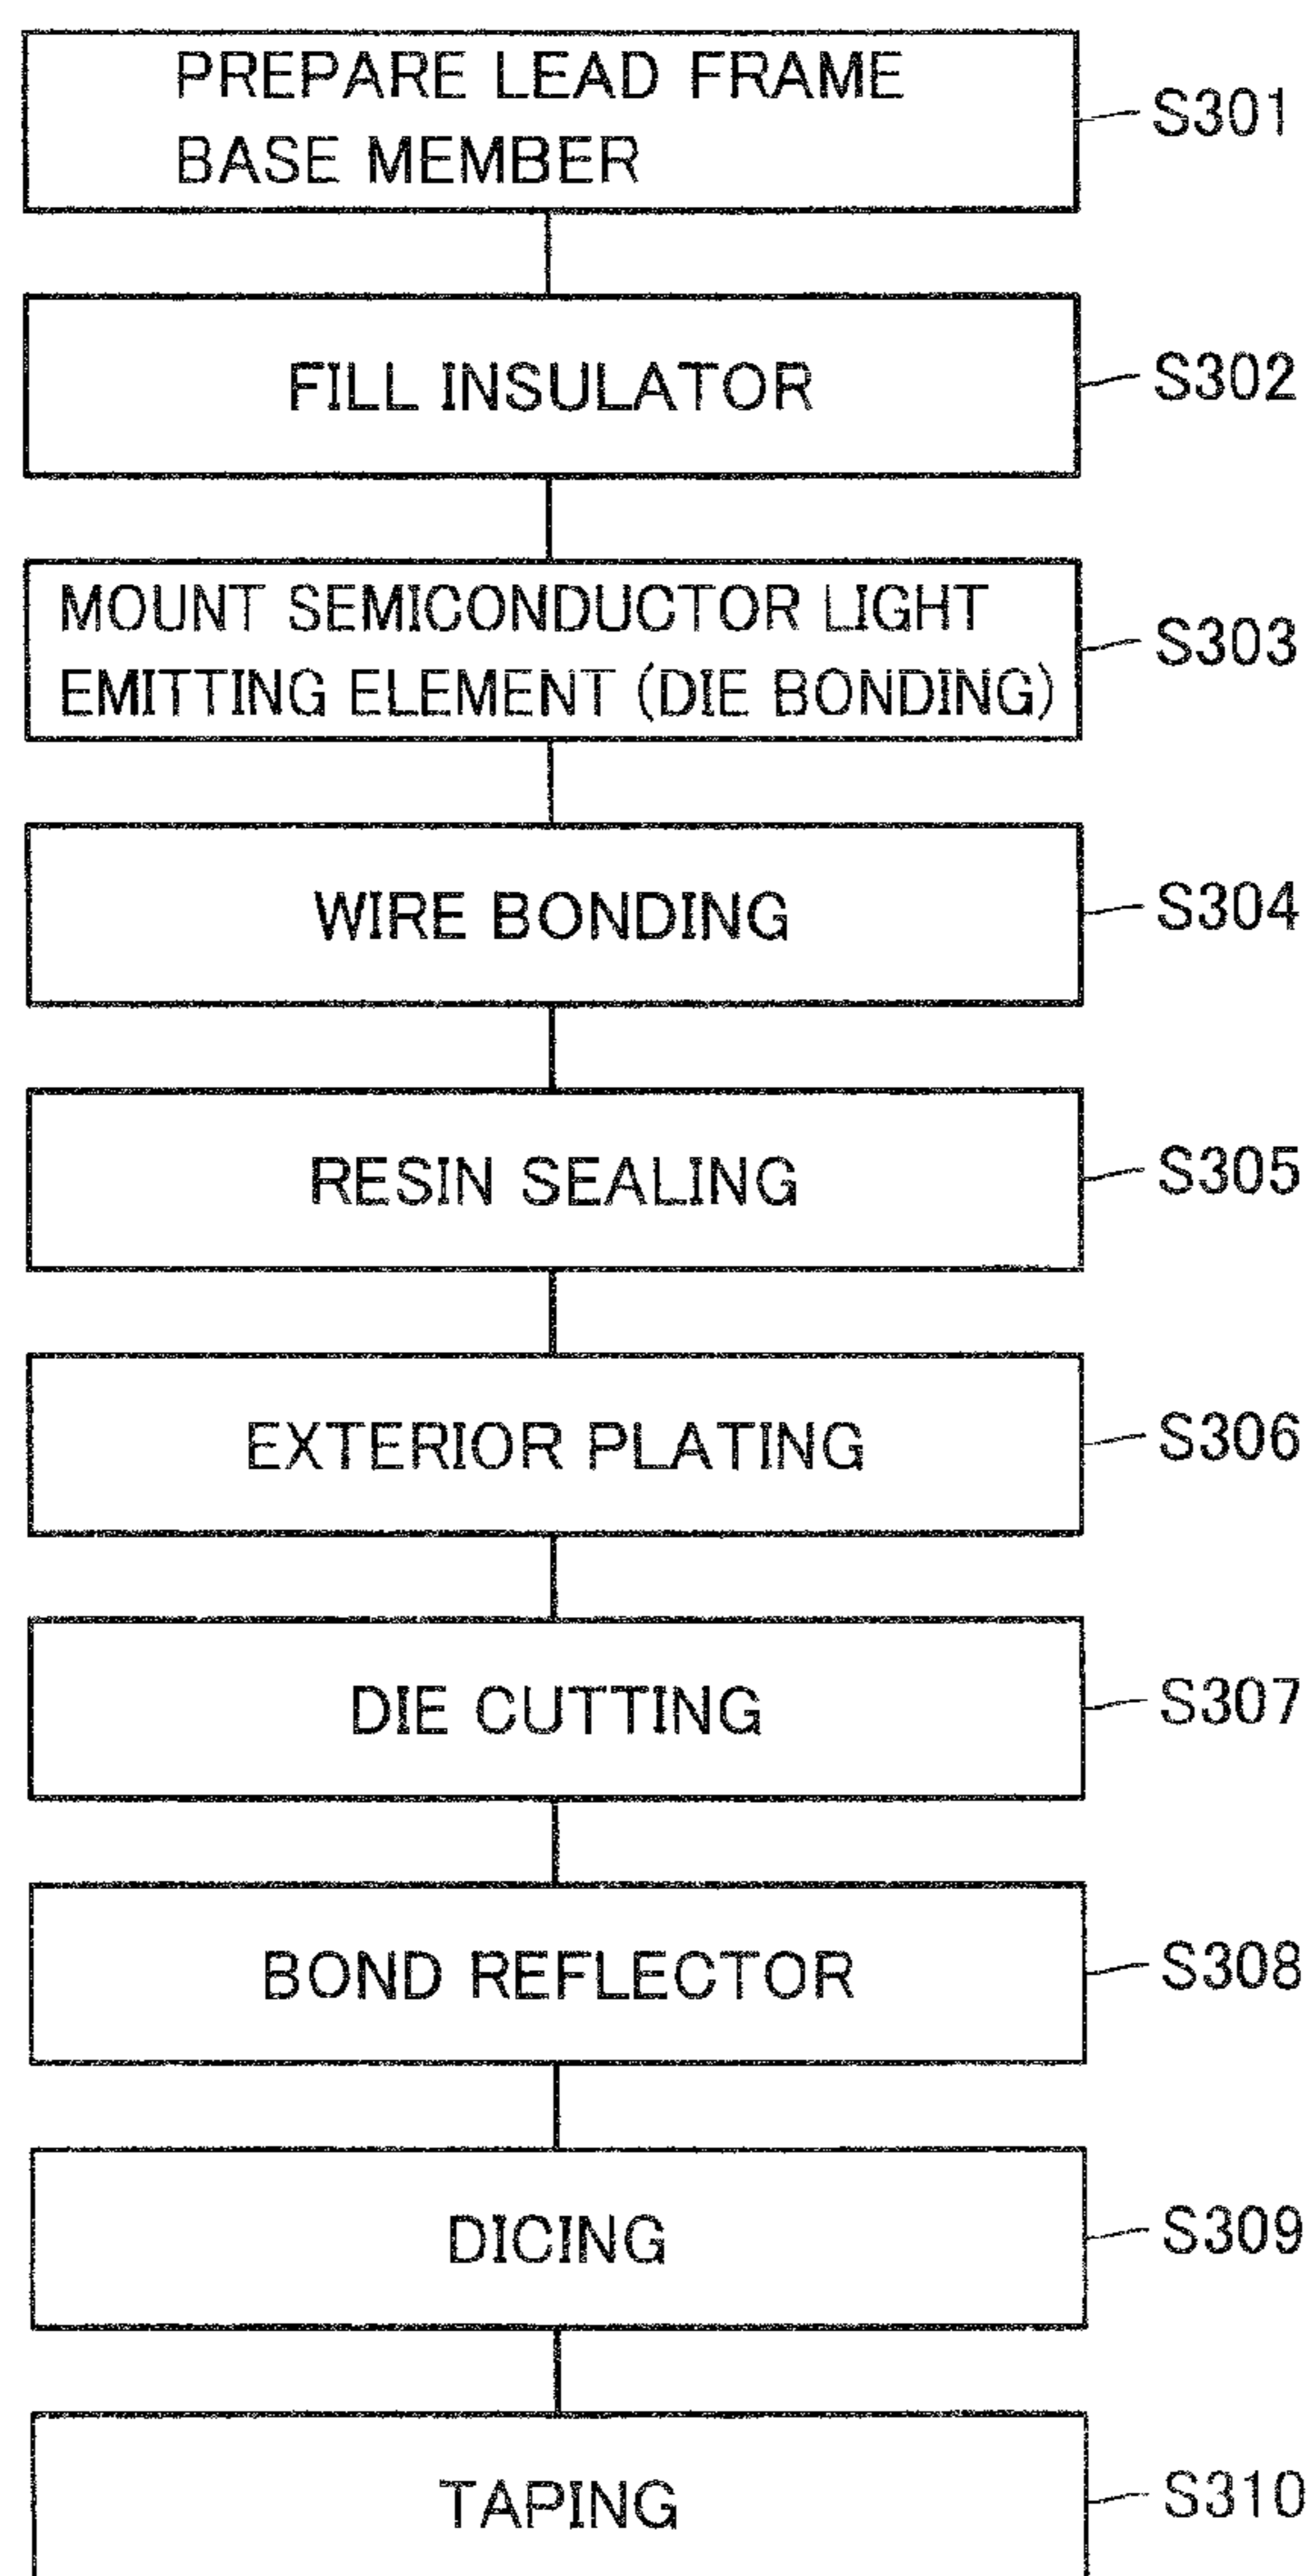 PREPARE LEAD FRAME
BASE MEMBER
S301
FILL INSULATOR
S302
MOUNT SEMICONDUCTOR LIGHT
EMITTING ELEMENT (DIE BONDING)
S303
WIRE BONDING
S304
RESIN SEALING
S305
EXTERIOR PLATING
S306
DIE CUTTING
S307
BOND REFLECTOR
S308
DICING
S309
TAPING
S310